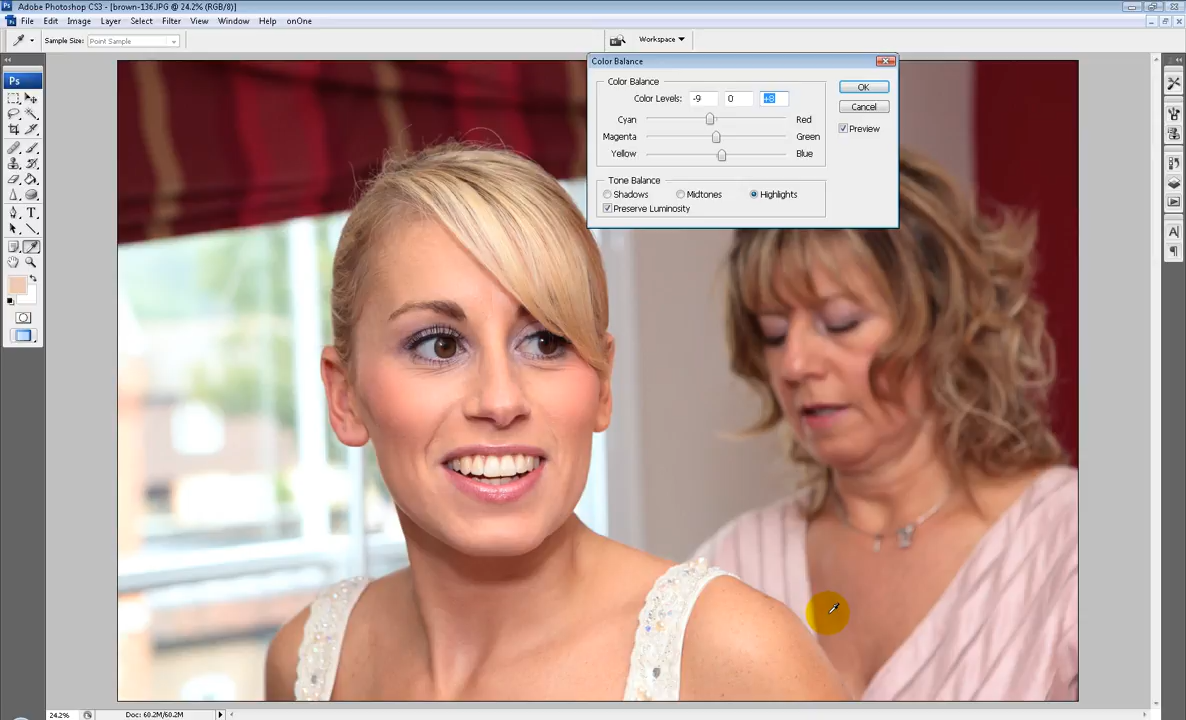 Adobe Photoshop CS3 - [brown-136.JPG @ 24.2% (RGB/8)]
File Edit Image Layer Select Filter View Window Help onOne
Sample Size: Point Sample
Workspace
Ps
Color Balance
Color Balance
Color Levels: -9 0 +8
OK
Cancel
Preview
Cyan Red
Magenta Green
Yellow Blue
Tone Balance
Shadows Midtones Highlights
Preserve Luminosity
T
A
24.2% Doc: 60.2M/60.2M